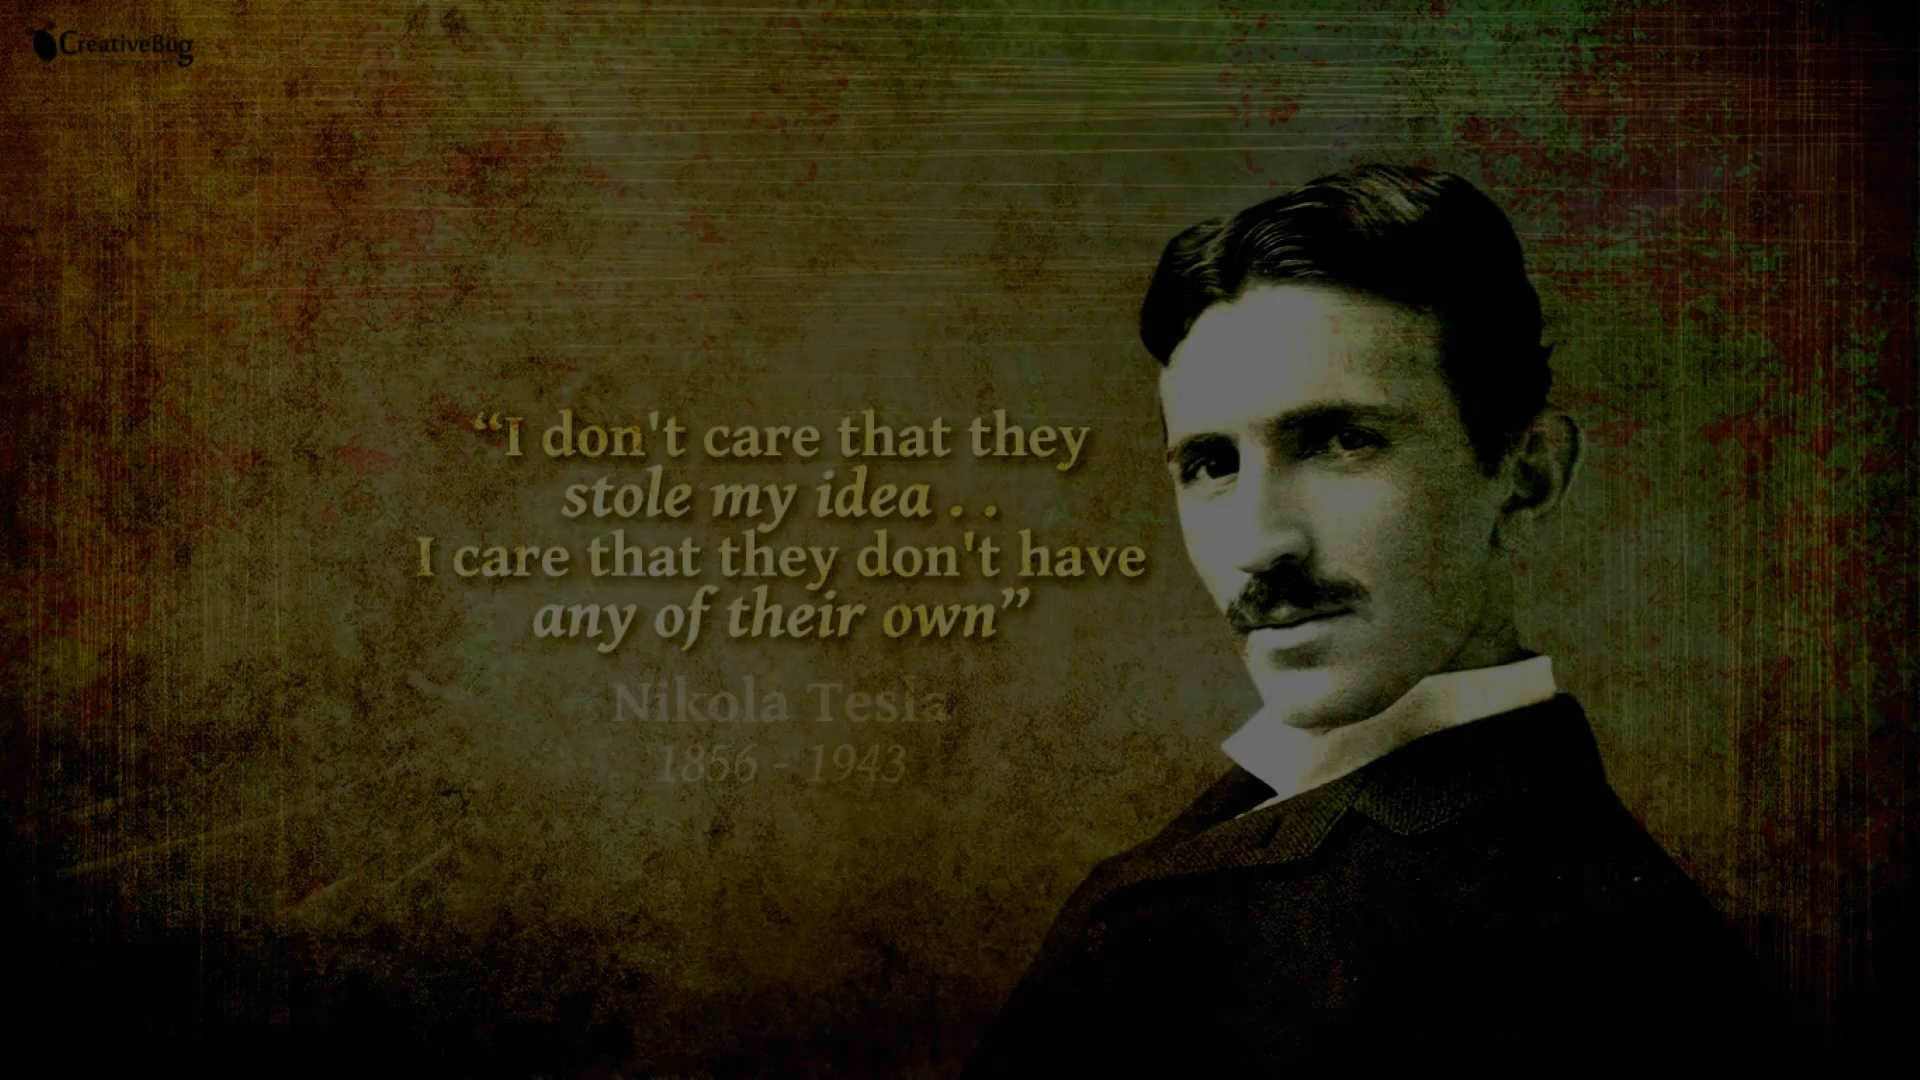 CreativeBug
“I don't care that they
stole my idea . .
I care that they don't have
any of their own”
Nikola Tesla
1856 - 1943